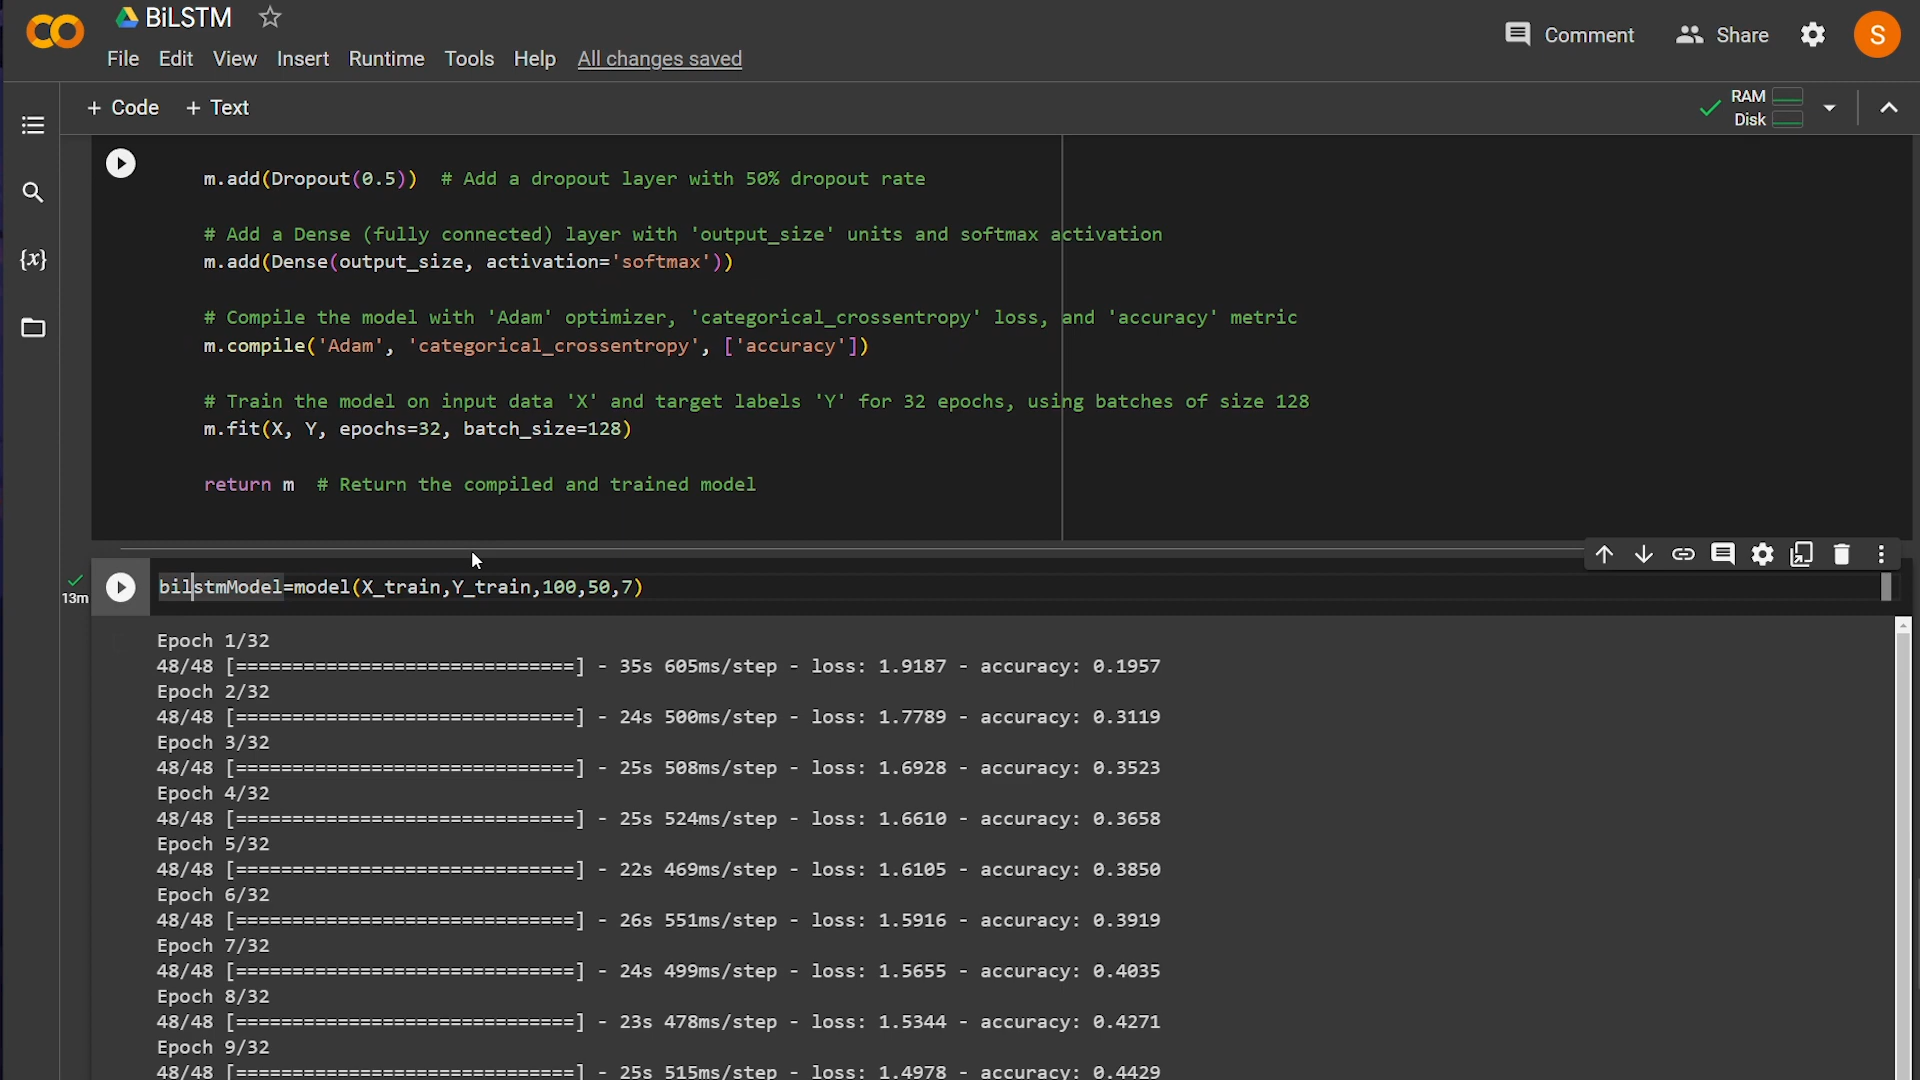 BiLSTM
Comment
Share
S
File Edit View Insert Runtime Tools Help All changes saved
+ Code + Text
RAM
Disk
m.add(Dropout(0.5)) # Add a dropout layer with 50% dropout rate
# Add a Dense (fully connected) layer with 'output_size' units and softmax activation
m.add(Dense(output_size, activation='softmax'))
# Compile the model with 'Adam' optimizer, 'categorical_crossentropy' loss, and 'accuracy' metric
m.compile('Adam', 'categorical_crossentropy', ['accuracy'])
# Train the model on input data 'X' and target labels 'Y' for 32 epochs, using batches of size 128
m.fit(X, Y, epochs=32, batch_size=128)
return m # Return the compiled and trained model
bilstmModel=model(X_train,Y_train,100,50,7)
13m
Epoch 1/32
48/48 [==============================] - 35s 605ms/step - loss: 1.9187 - accuracy: 0.1957
Epoch 2/32
48/48 [==============================] - 24s 500ms/step - loss: 1.7789 - accuracy: 0.3119
Epoch 3/32
48/48 [==============================] - 25s 508ms/step - loss: 1.6928 - accuracy: 0.3523
Epoch 4/32
48/48 [==============================] - 25s 524ms/step - loss: 1.6610 - accuracy: 0.3658
Epoch 5/32
48/48 [==============================] - 22s 469ms/step - loss: 1.6105 - accuracy: 0.3850
Epoch 6/32
48/48 [==============================] - 26s 551ms/step - loss: 1.5916 - accuracy: 0.3919
Epoch 7/32
48/48 [==============================] - 24s 499ms/step - loss: 1.5655 - accuracy: 0.4035
Epoch 8/32
48/48 [==============================] - 23s 478ms/step - loss: 1.5344 - accuracy: 0.4271
Epoch 9/32
48/48 [==============================] - 25s 515ms/step - loss: 1.4978 - accuracy: 0.4429